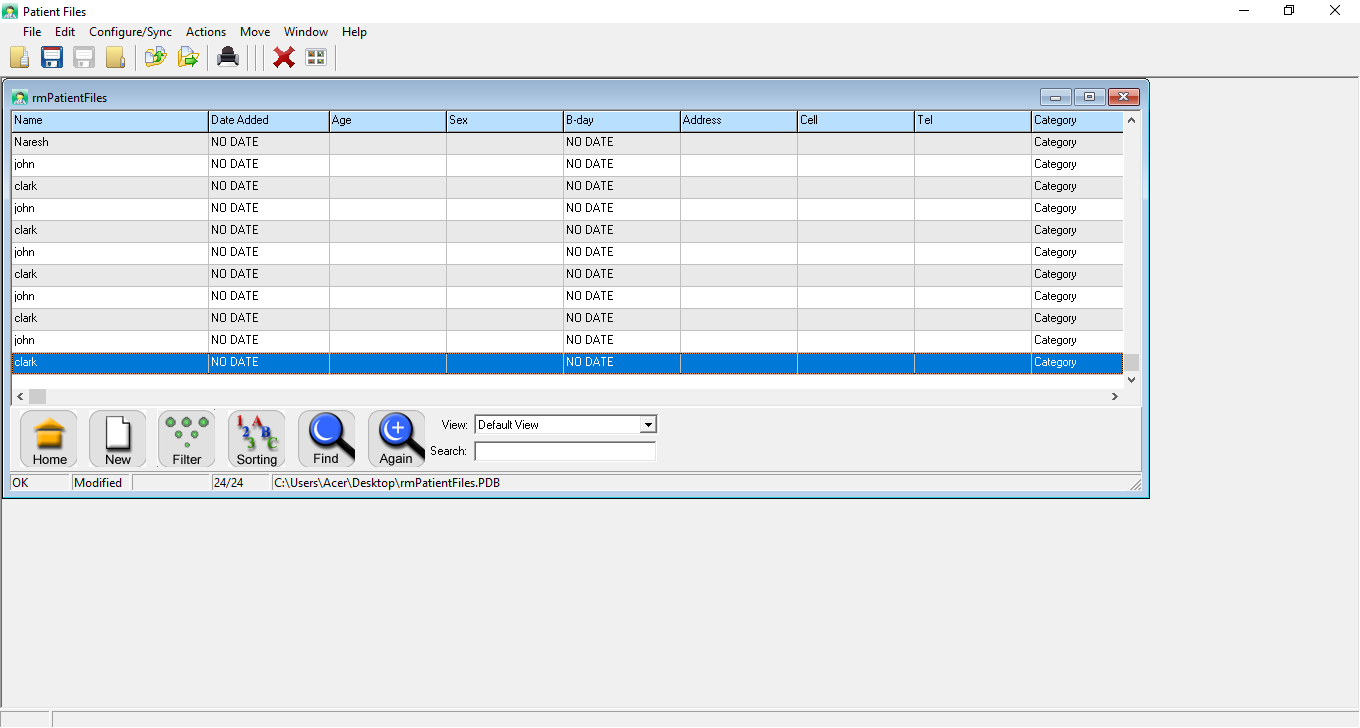 Patient Files
File Edit Configure/Sync Actions Move Window Help
rmPatientFiles
Name Date Added Age Sex B-day Address Cell Tel Category
Naresh NO DATE NO DATE Category
john NO DATE NO DATE Category
clark NO DATE NO DATE Category
john NO DATE NO DATE Category
clark NO DATE NO DATE Category
john NO DATE NO DATE Category
clark NO DATE NO DATE Category
john NO DATE NO DATE Category
clark NO DATE NO DATE Category
john NO DATE NO DATE Category
clark NO DATE NO DATE Category
Home New Filter Sorting Find Again
View: Default View
Search:
OK Modified 24/24 C:\Users\Acer\Desktop\rmPatientFiles.PDB